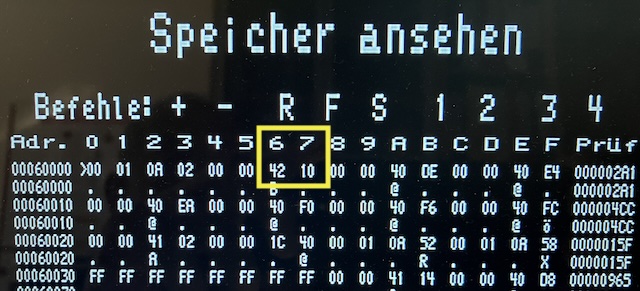 Speicher ansehen
Befehle: + - R F S 1 2 3 4
Adr. 0 1 2 3 4 5 6 7 8 9 A B C D E F Prüf
00060000 >00 01 0A 02 00 00 42 10 00 00 40 DE 00 00 40 E4 000002A1
00060000 . . . . . . B . . . @ . . . @ . 000002A1
00060010 00 00 40 EA 00 00 40 F0 00 00 40 F6 00 00 40 FC 000004CC
00060010 . . @ . . . @ . . . @ . . . @ ö 000004CC
00060020 00 00 41 02 00 00 1C 40 00 01 0A 52 00 01 0A 58 0000015F
00060020 . . A . . . . @ . . . R . . . X 0000015F
00060030 FF FF FF FF FF FF FF FF 00 00 41 14 00 00 40 D8 00000965